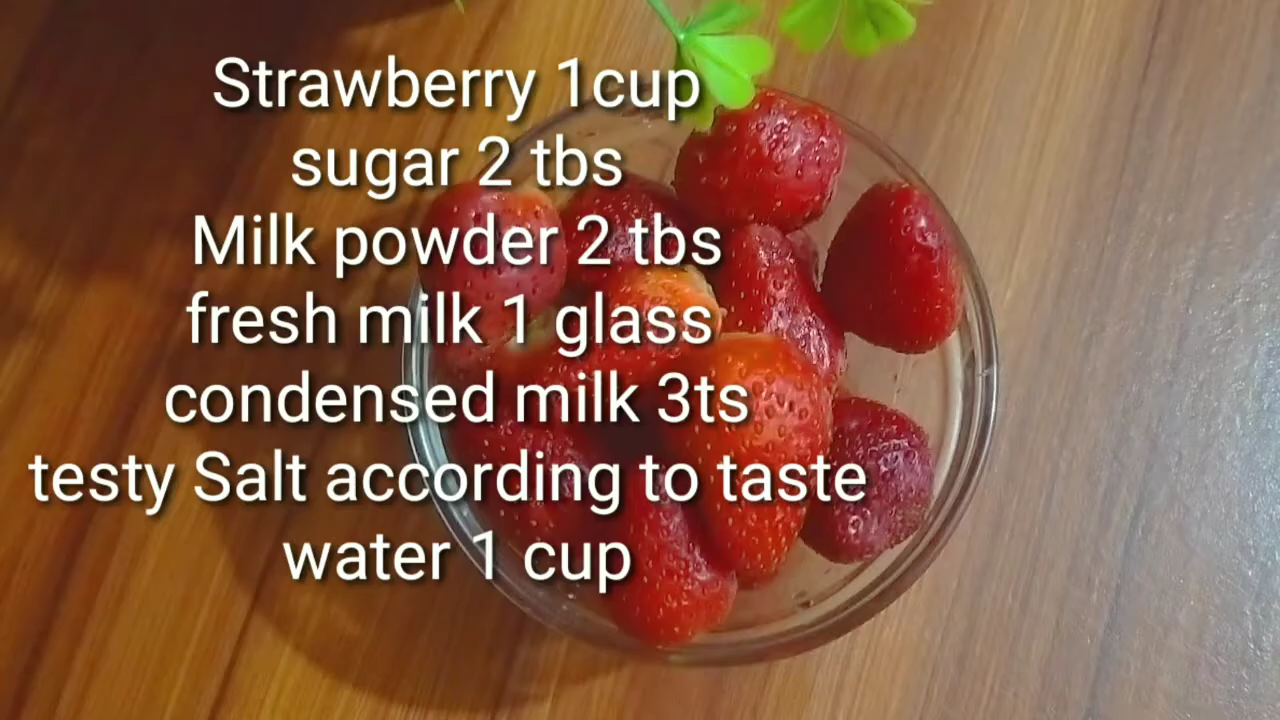 Strawberry 1cup
sugar 2 tbs
Milk powder 2 tbs
fresh milk 1 glass
condensed milk 3ts
testy Salt according to taste
water 1 cup